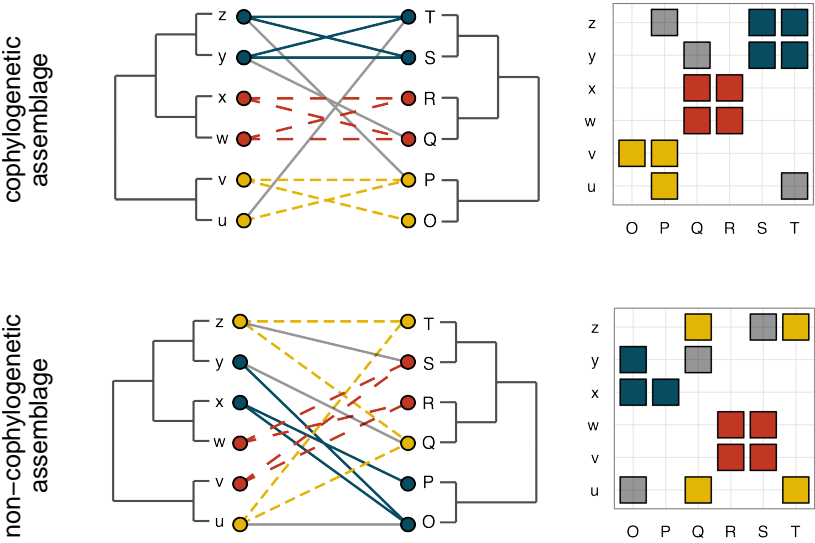 cophylogenetic
assemblage
z T
y S
x R
w Q
v P
u O
z
y
x
w
v
u
O P Q R S T
non−cophylogenetic
assemblage
z T
y S
x R
w Q
v P
u O
z
y
x
w
v
u
O P Q R S T